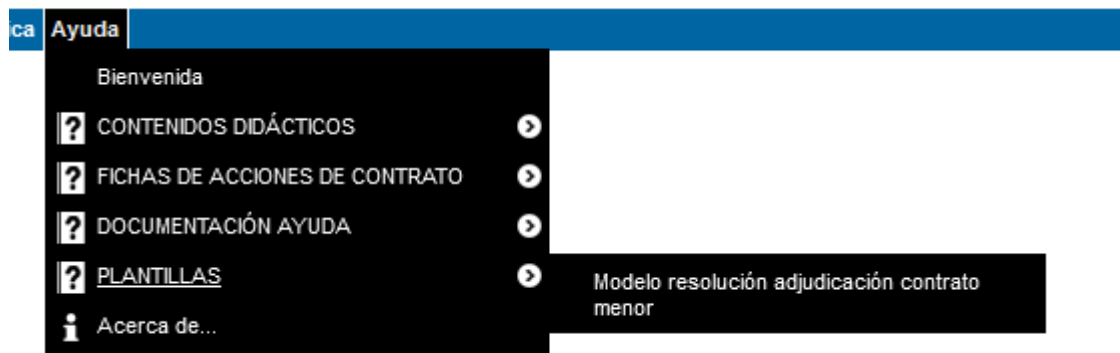 ica Ayuda
Bienvenida
CONTENIDOS DIDÁCTICOS
FICHAS DE ACCIONES DE CONTRATO
DOCUMENTACIÓN AYUDA
PLANTILLAS
Modelo resolución adjudicación contrato
menor
Acerca de...